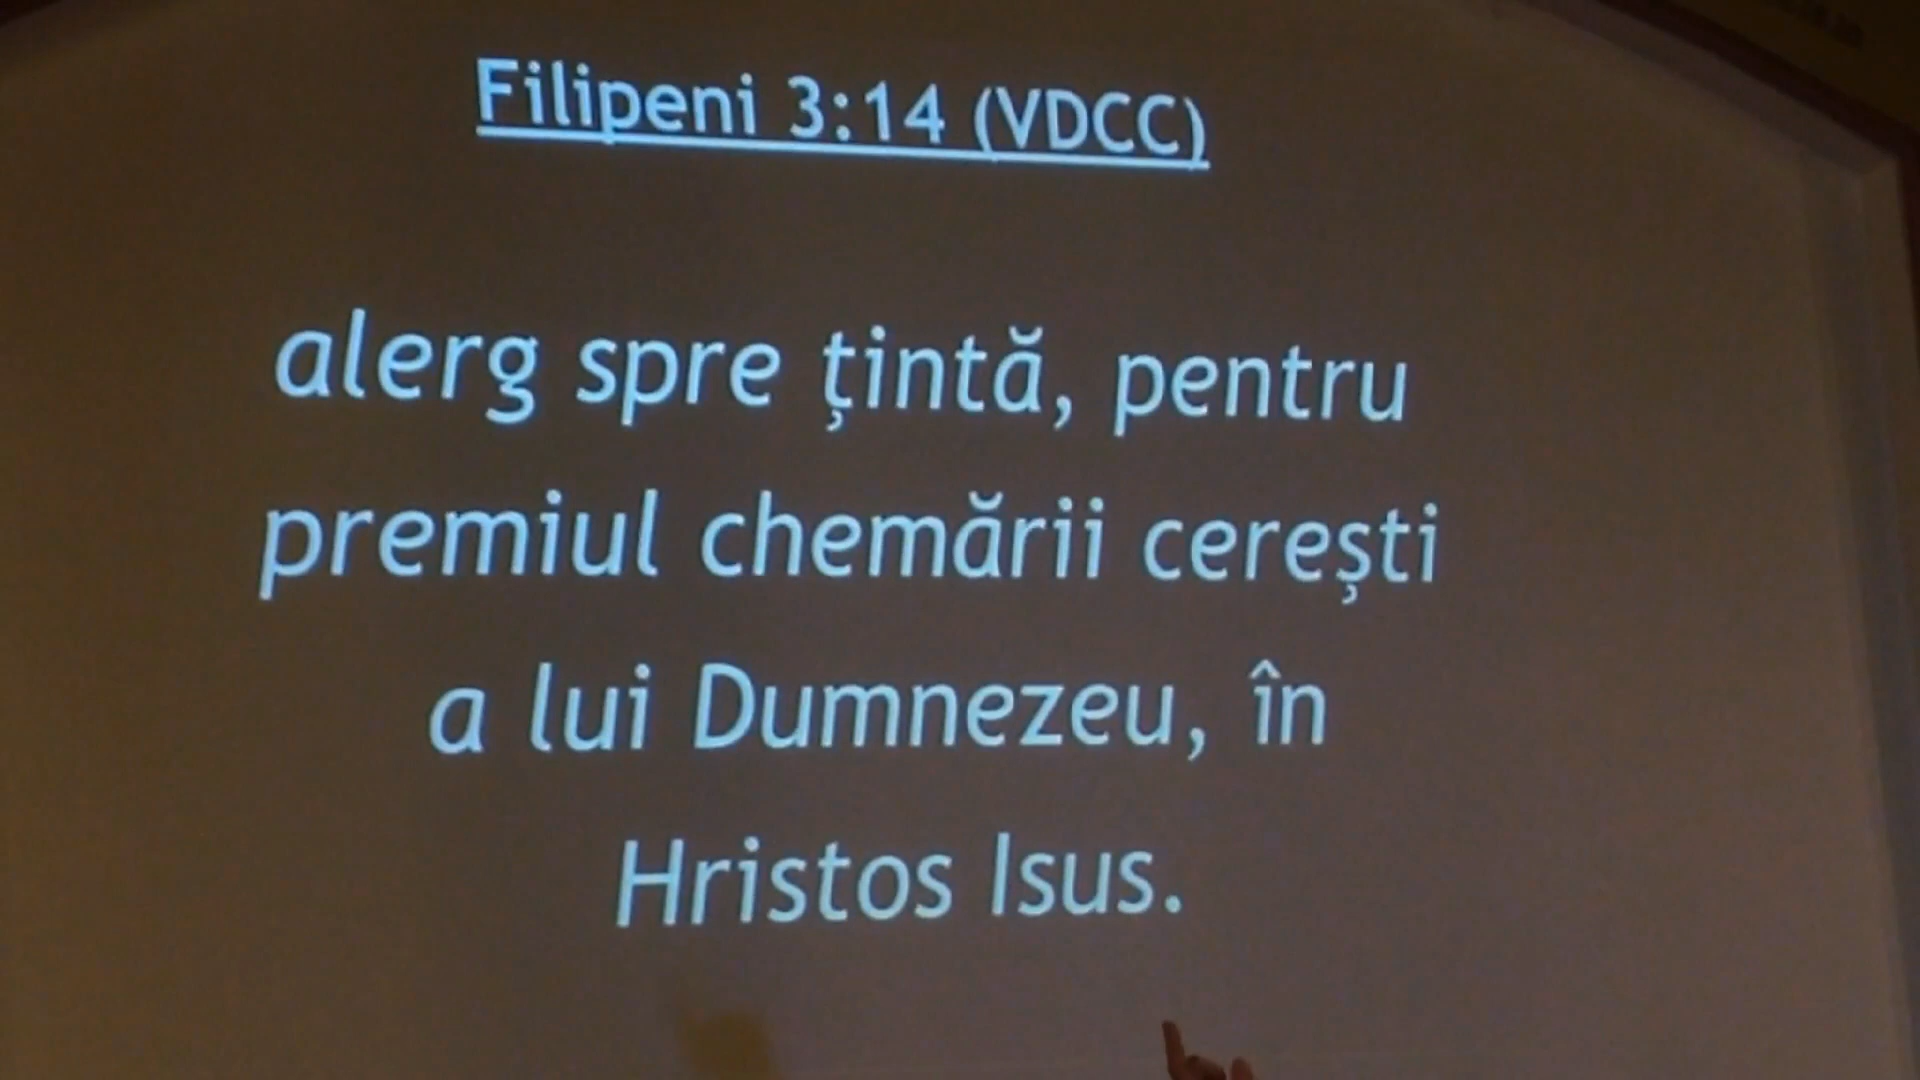 Filipeni 3:14 (VDCC)
alerg spre țintă, pentru
premiul chemării cerești
a lui Dumnezeu, în
Hristos Isus.